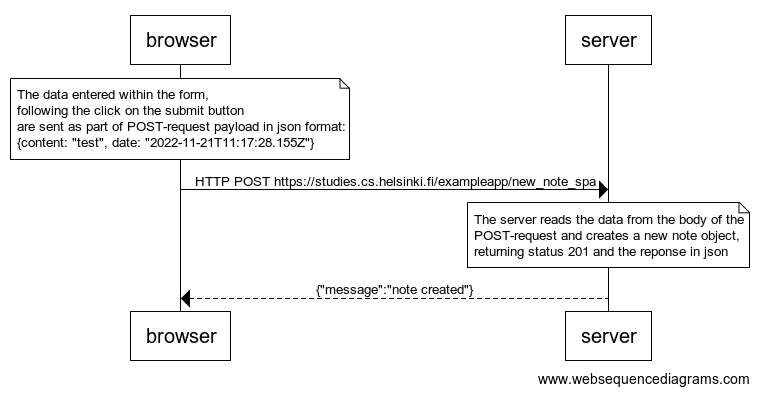 browser
server
The data entered within the form,
following the click on the submit button
are sent as part of POST-request payload in json format:
{content: "test", date: "2022-11-21T11:17:28.155Z"}
HTTP POST https://studies.cs.helsinki.fi/exampleapp/new_note_spa
The server reads the data from the body of the
POST-request and creates a new note object,
returning status 201 and the reponse in json
{"message":"note created"}
browser
server
www.websequencediagrams.com